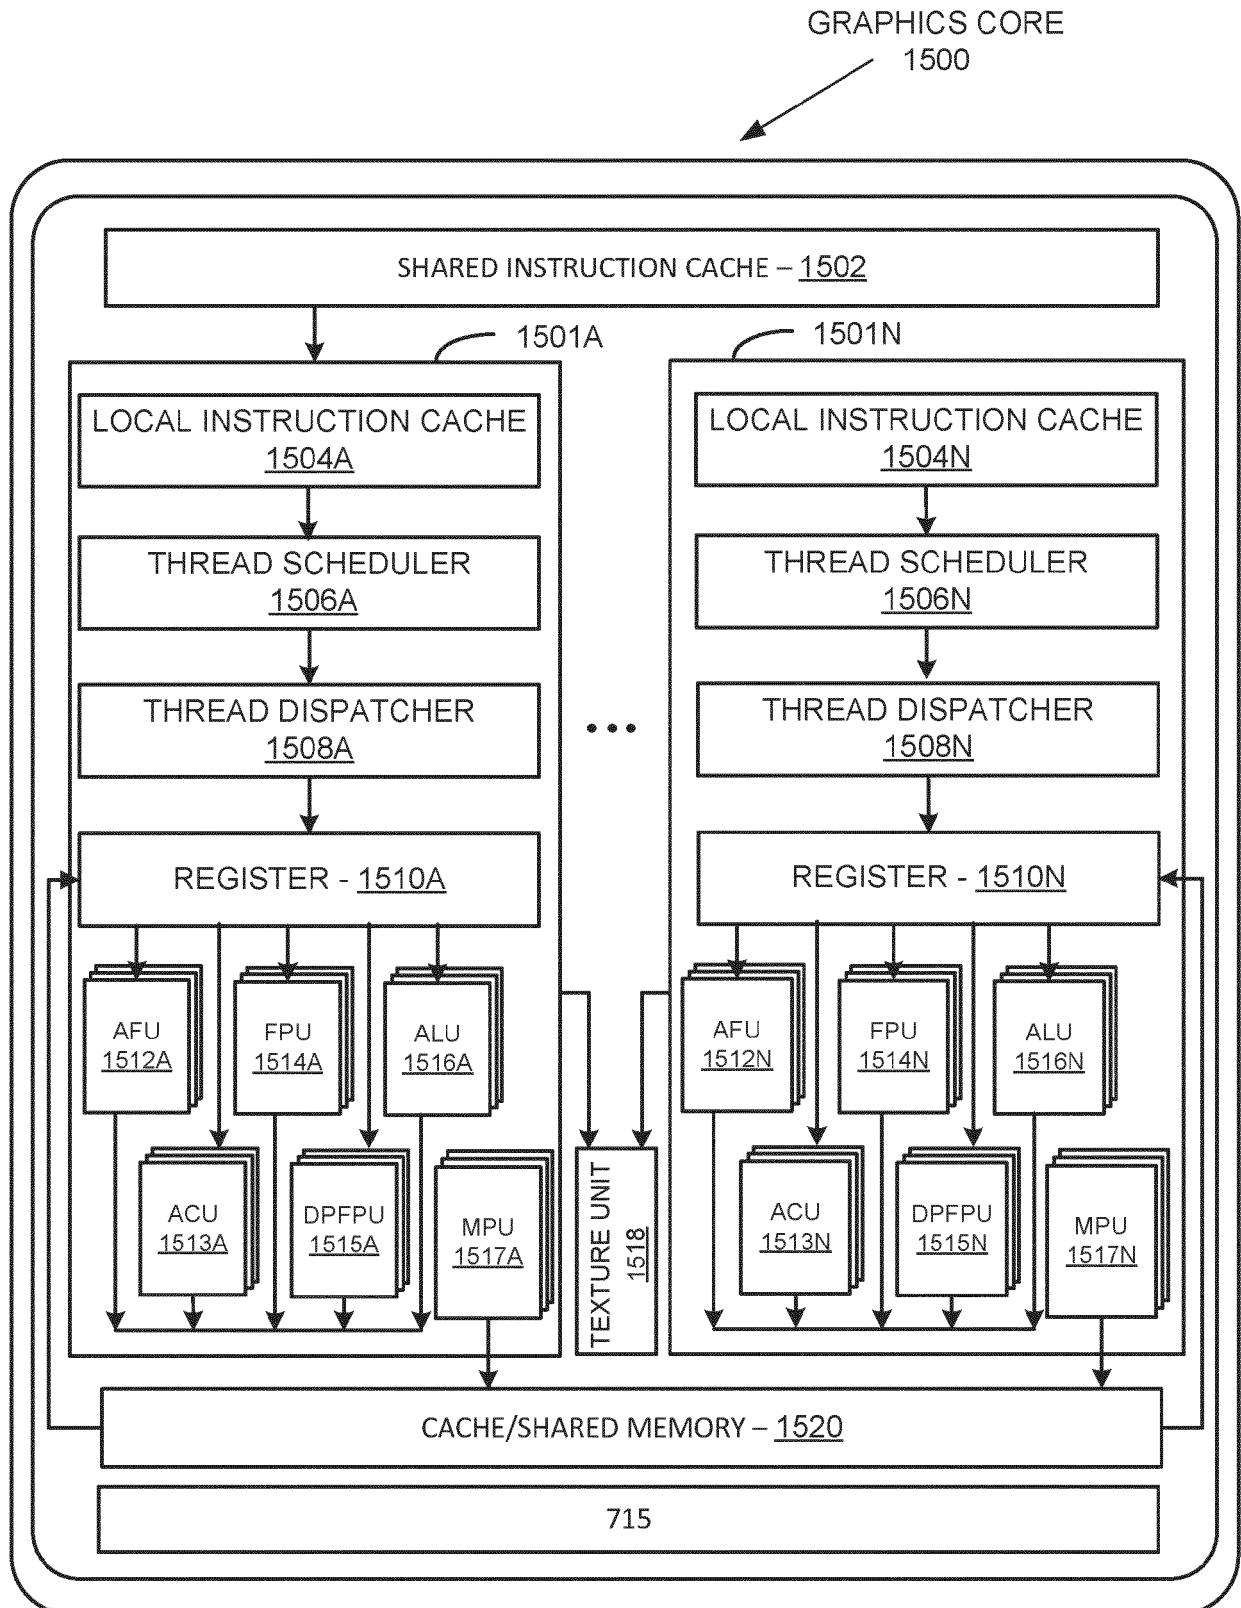 GRAPHICS CORE
1500
SHARED INSTRUCTION CACHE – 1502
1501A
1501N
LOCAL INSTRUCTION CACHE
1504A
THREAD SCHEDULER
1506A
THREAD DISPATCHER
1508A
REGISTER - 1510A
AFU
1512A
FPU
1514A
ALU
1516A
ACU
1513A
DPFPU
1515A
MPU
1517A
•••
TEXTURE UNIT
1518
LOCAL INSTRUCTION CACHE
1504N
THREAD SCHEDULER
1506N
THREAD DISPATCHER
1508N
REGISTER - 1510N
AFU
1512N
FPU
1514N
ALU
1516N
ACU
1513N
DPFPU
1515N
MPU
1517N
CACHE/SHARED MEMORY – 1520
715